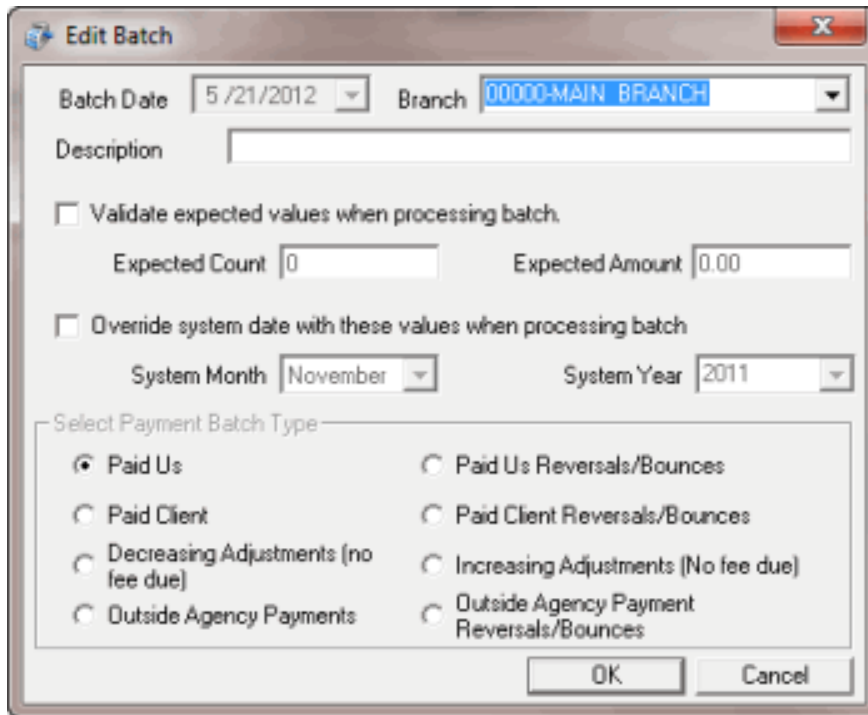 Edit Batch
Batch Date 5 /21/2012 Branch 00000-MAIN BRANCH
Description
Validate expected values when processing batch.
Expected Count 0 Expected Amount 0.00
Override system date with these values when processing batch
System Month November System Year 2011
Select Payment Batch Type
Paid Us Paid Us Reversals/Bounces
Paid Client Paid Client Reversals/Bounces
Decreasing Adjustments (no
fee due)
Increasing Adjustments (No fee due)
Outside Agency Payments
Outside Agency Payment
Reversals/Bounces
OK Cancel